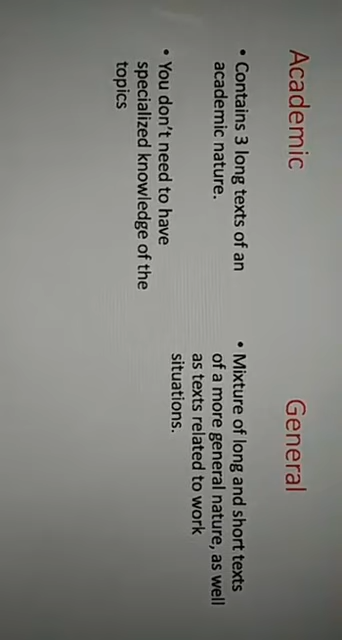 Academic
• Contains 3 long texts of an
academic nature.
• You don't need to have
specialized knowledge of the
topics
General
• Mixture of long and short texts
of a more general nature, as well
as texts related to work
situations.